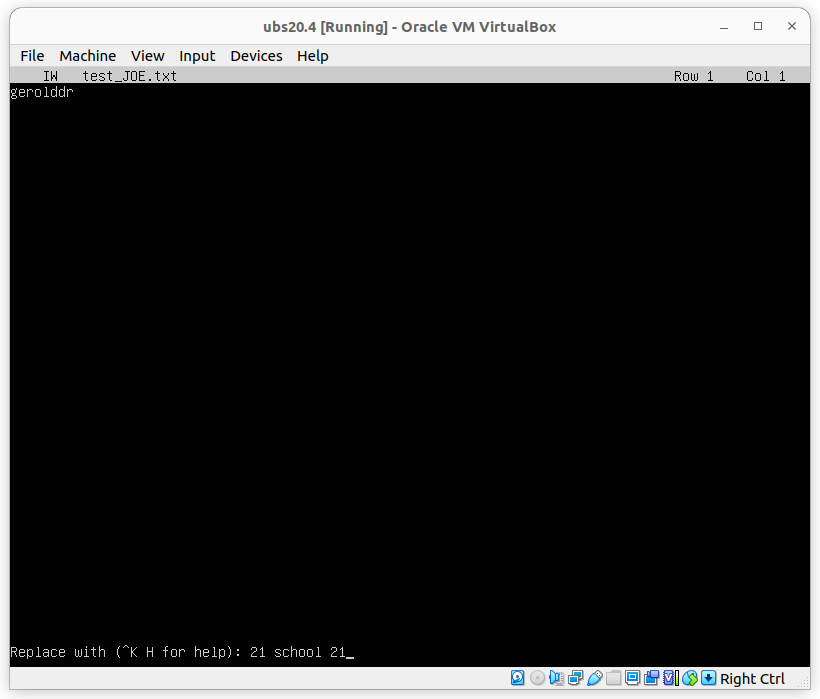 ubs20.4 [Running] - Oracle VM VirtualBox
File Machine View Input Devices Help
IW test_JOE.txt Row 1 Col 1
gerolddr
Replace with (^K H for help): 21 school 21_
Right Ctrl